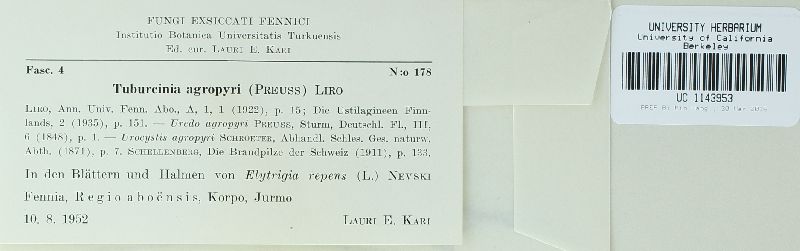 FUNGI EXSICCATI FENNICI
Institutio Botanica Universitatis Turkuensis
Ed. cur. LAURI E. KARI
Fasc. 4 N:o 178
Tuburcinia agropyri (PREUSS) LIRO
LIRO, Ann. Univ. Fenn. Abo., A, 1, 1 (1922), p. 15; Die Ustilagineen Finn-
lands, 2 (1935), p. 151. — Uredo agropyri PREUSS, Sturm, Deutschl. Fl., III,
6 (1848), p. 1. — Urocystis agropyri SCHROETER, Abhandl. Schles. Ges. naturw.
Abth. (1871), p. 7. SCHELLENBERG, Die Brandpilze der Schweiz (1911), p. 133.
In den Blättern und Halmen von Elytrigia repens (L.) NEVSKI
Fennia, Regio aboënsis, Korpo, Jurmo
10. 8. 1952 LAURI E. KARI
UNIVERSITY HERBARIUM
University of California
Berkeley
UC 1143953